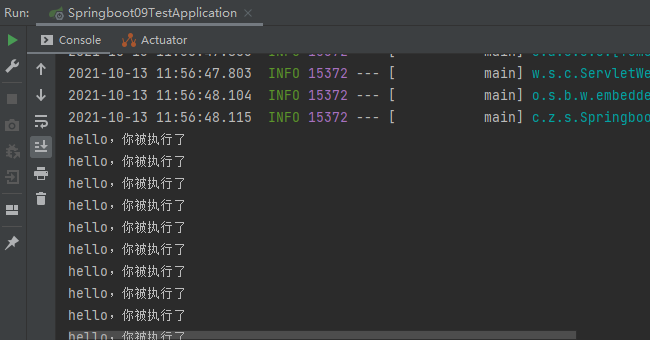 Run: Springboot09TestApplication ×
Console Actuator
2021-10-13 11:56:47.803 INFO 15372 --- [ main] w.s.c.ServletWe
2021-10-13 11:56:48.104 INFO 15372 --- [ main] o.s.b.w.embedde
2021-10-13 11:56:48.115 INFO 15372 --- [ main] c.z.s.Springboo
hello，你被执行了
hello，你被执行了
hello，你被执行了
hello，你被执行了
hello，你被执行了
hello，你被执行了
hello，你被执行了
hello，你被执行了
hello，你被执行了
hello，你被执行了